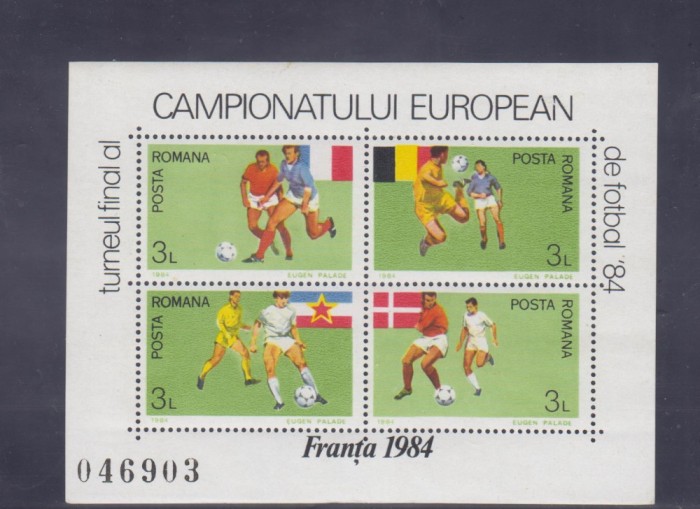 turneul final al
CAMPIONATULUI EUROPEAN
de fotbal '84
POSTA ROMANA
3L
1984 EUGEN PALADE
POSTA ROMANA
3L
1984 EUGEN PALADE
POSTA ROMANA
3L
1984 EUGEN PALADE
POSTA ROMANA
3L
1984 EUGEN PALADE
Franţa 1984
046903